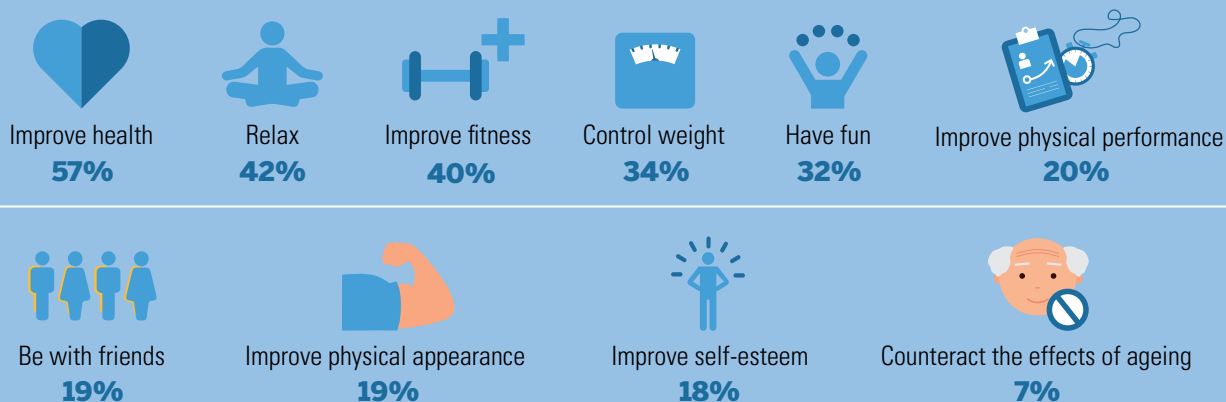 Improve health
57%
Relax
42%
Improve fitness
40%
Control weight
34%
Have fun
32%
Improve physical performance
20%
Be with friends
19%
Improve physical appearance
19%
Improve self-esteem
18%
Counteract the effects of ageing
7%